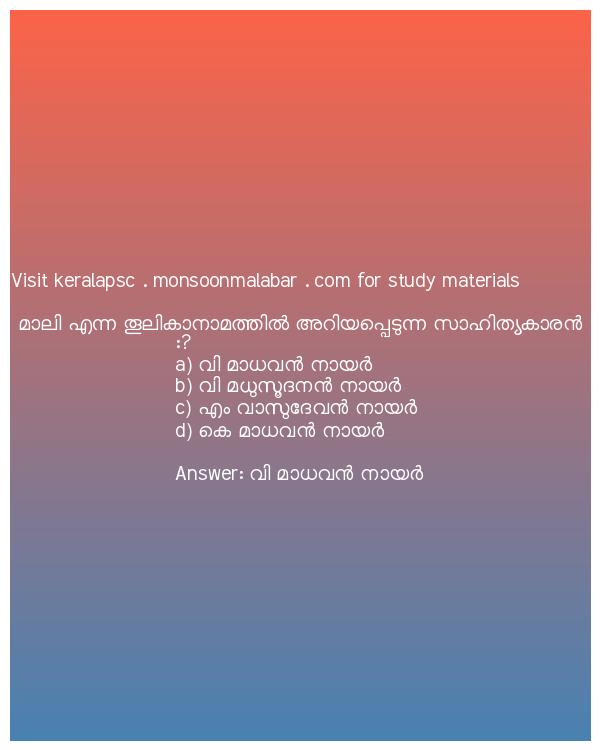 Visit keralapsc . monsoonmalabar . com for study materials
മാലി എന്ന തൂലികാനാമത്തിൽ അറിയപ്പെടുന്ന സാഹിത്യകാരൻ
:?
a) വി മാധവൻ നായർ
b) വി മധുസൂദനൻ നായർ
c) എം വാസുദേവൻ നായർ
d) കെ മാധവൻ നായർ
Answer: വി മാധവൻ നായർ